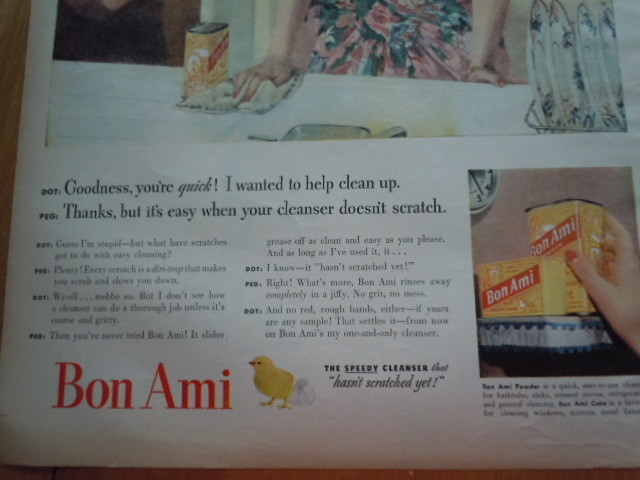 DOT: Goodness, you're quick! I wanted to help clean up.
PEG: Thanks, but it's easy when your cleanser doesn't scratch.
DOT: Guess I'm stupid—but what have scratches
got to do with easy cleaning?
PEG: Plenty! Every scratch is a dirt-trap that makes
you scrub and slows you down.
DOT: We-ell . . . mebbe so. But I don't see how
a cleanser can do a thorough job unless it's
coarse and gritty.
PEG: Then you've never tried Bon Ami! It slides
grease off as clean and easy as you please.
And as long as I've used it, it . . .
DOT: I know—it "hasn't scratched yet!"
PEG: Right! What's more, Bon Ami rinses away
completely in a jiffy. No grit, no mess.
DOT: And no red, rough hands, either—if yours
are any sample! That settles it—from now
on Bon Ami's my one-and-only cleanser.
Bon Ami
THE SPEEDY CLEANSER that
"hasn't scratched yet!"
Bon Ami
Bon Ami
Bon Ami Powder is a quick, easy-to-use
for bathtubs, sinks, enamel stoves,
and general cleaning. Bon Ami Cake is a
for cleaning windows, mirrors, metal